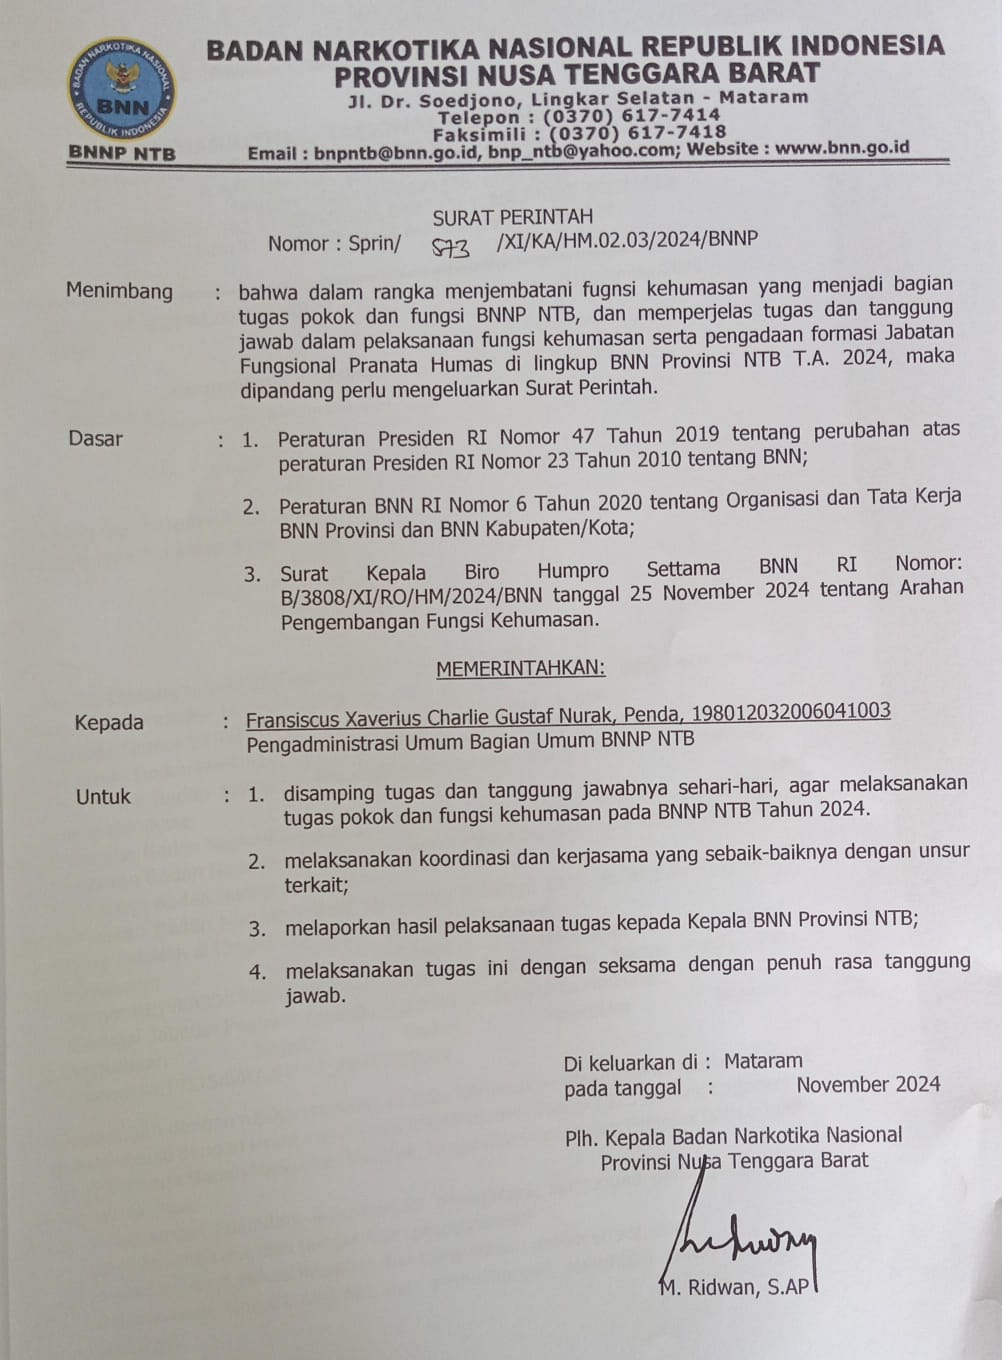 BADAN NARKOTIKA NASIONAL
BNN
REPUBLIK INDONESIA
BNNP NTB
BADAN NARKOTIKA NASIONAL REPUBLIK INDONESIA
PROVINSI NUSA TENGGARA BARAT
Jl. Dr. Soedjono, Lingkar Selatan - Mataram
Telepon : (0370) 617-7414
Faksimili : (0370) 617-7418
Email : bnpntb@bnn.go.id, bnp_ntb@yahoo.com; Website : www.bnn.go.id
SURAT PERINTAH
Nomor : Sprin/ 873 /XI/KA/HM.02.03/2024/BNNP
Menimbang : bahwa dalam rangka menjembatani fugnsi kehumasan yang menjadi bagian
tugas pokok dan fungsi BNNP NTB, dan memperjelas tugas dan tanggung
jawab dalam pelaksanaan fungsi kehumasan serta pengadaan formasi Jabatan
Fungsional Pranata Humas di lingkup BNN Provinsi NTB T.A. 2024, maka
dipandang perlu mengeluarkan Surat Perintah.
Dasar : 1. Peraturan Presiden RI Nomor 47 Tahun 2019 tentang perubahan atas
peraturan Presiden RI Nomor 23 Tahun 2010 tentang BNN;
2. Peraturan BNN RI Nomor 6 Tahun 2020 tentang Organisasi dan Tata Kerja
BNN Provinsi dan BNN Kabupaten/Kota;
3. Surat Kepala Biro Humpro Settama BNN RI Nomor:
B/3808/XI/RO/HM/2024/BNN tanggal 25 November 2024 tentang Arahan
Pengembangan Fungsi Kehumasan.
MEMERINTAHKAN:
Kepada : Fransiscus Xaverius Charlie Gustaf Nurak, Penda, 198012032006041003
Pengadministrasi Umum Bagian Umum BNNP NTB
Untuk : 1. disamping tugas dan tanggung jawabnya sehari-hari, agar melaksanakan
tugas pokok dan fungsi kehumasan pada BNNP NTB Tahun 2024.
2. melaksanakan koordinasi dan kerjasama yang sebaik-baiknya dengan unsur
terkait;
3. melaporkan hasil pelaksanaan tugas kepada Kepala BNN Provinsi NTB;
4. melaksanakan tugas ini dengan seksama dengan penuh rasa tanggung
jawab.
Di keluarkan di : Mataram
pada tanggal : November 2024
Plh. Kepala Badan Narkotika Nasional
Provinsi Nusa Tenggara Barat
M. Ridwan, S.AP